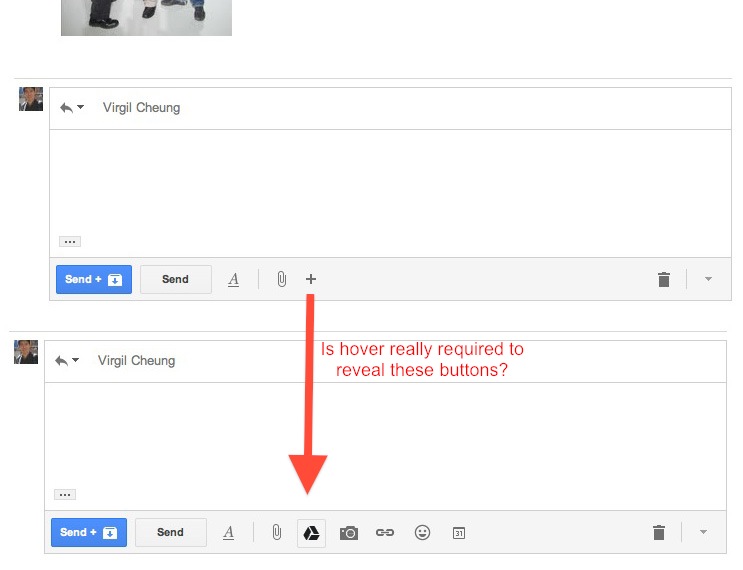 Virgil Cheung
...
Send +
Send
A
+
Is hover really required to
reveal these buttons?
Virgil Cheung
...
Send +
Send
A
31